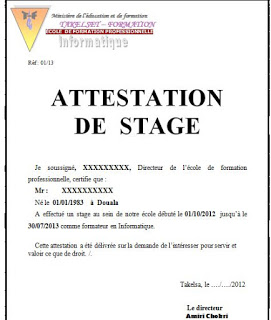 Ministère de l'éducation et de formation
TAKELSET – FORMATION
ECOLE DE FORMATION PROFESSIONNELLE
Informatique
Réf : 01/13
ATTESTATION
DE STAGE
Je soussigné, XXXXXXXXX, Directeur de l'école de formation
professionnelle, certifie que :
Mr : XXXXXXXXXX
Né le 01/01/1983 à Douala
A effectué un stage au sein de notre école débuté le 01/10/2012 jusqu'à le
30/07/2013 comme formateur en Informatique.
Cette attestation a été délivrée sur la demande de l'intéresser pour servir et
valoir ce que de droit. /.
Takelsa, le …./…../2012
Le directeur
Amiri Chokri